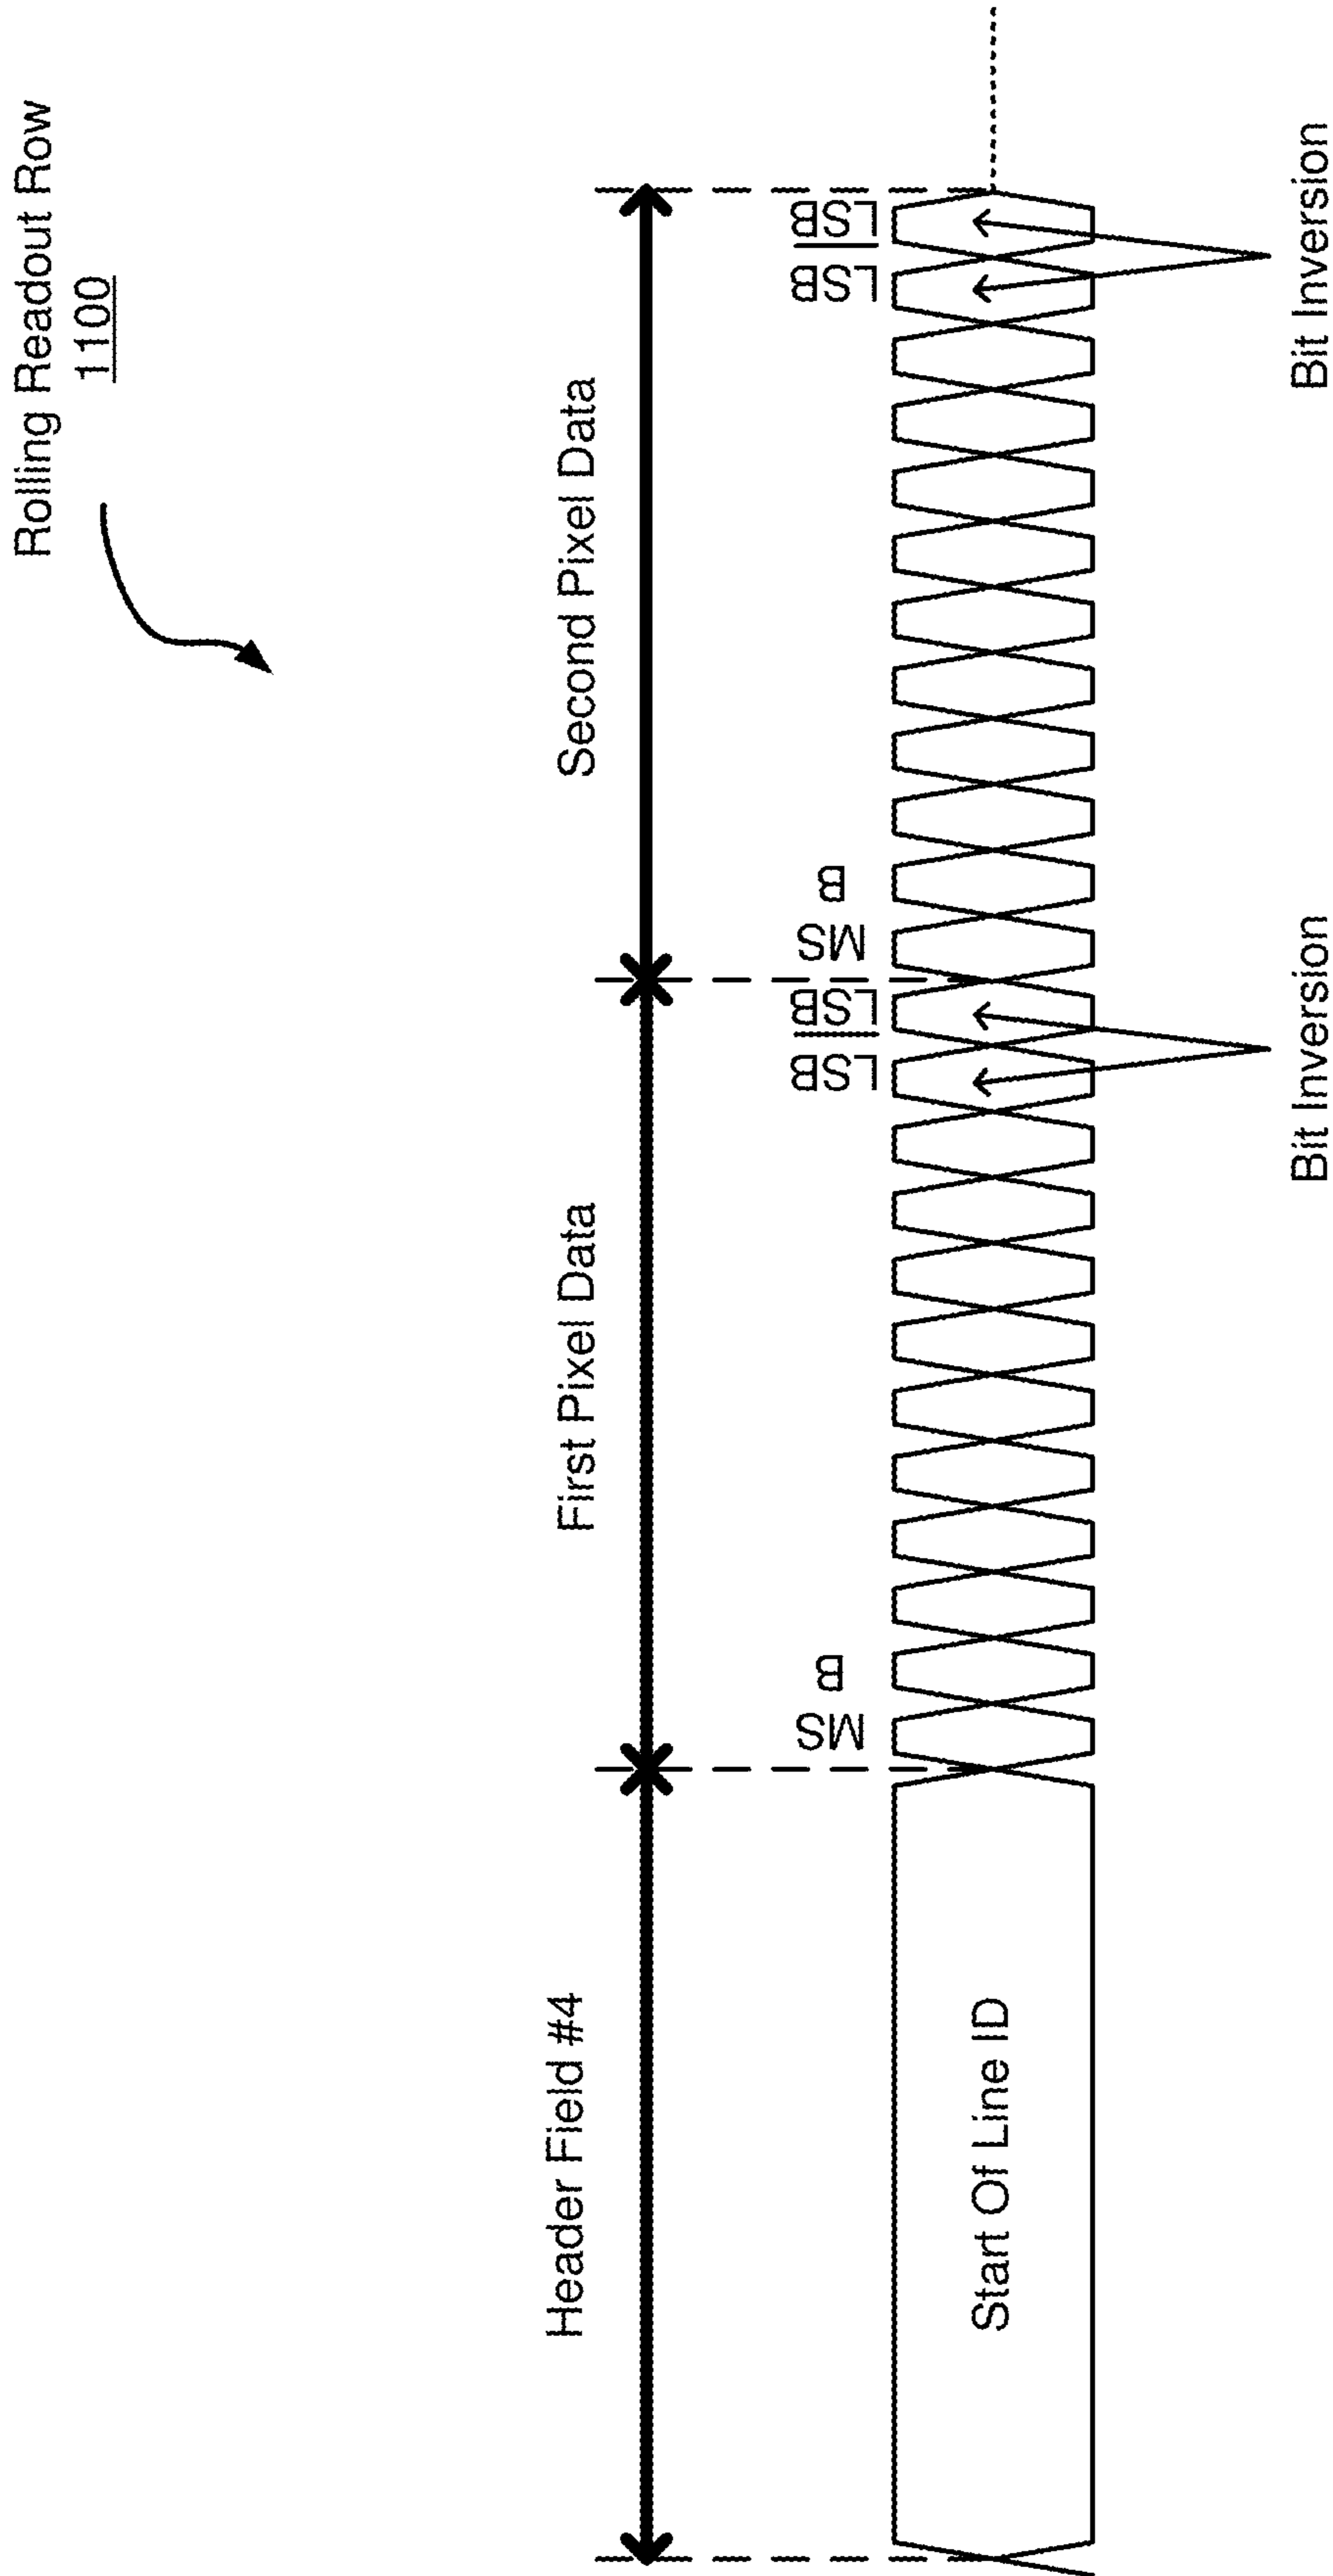 Rolling Readout Row
1100
Header Field #4
First Pixel Data
Second Pixel Data
MS
B
LSB
LSB
MS
B
LSB
LSB
Start Of Line ID
Bit Inversion
Bit Inversion